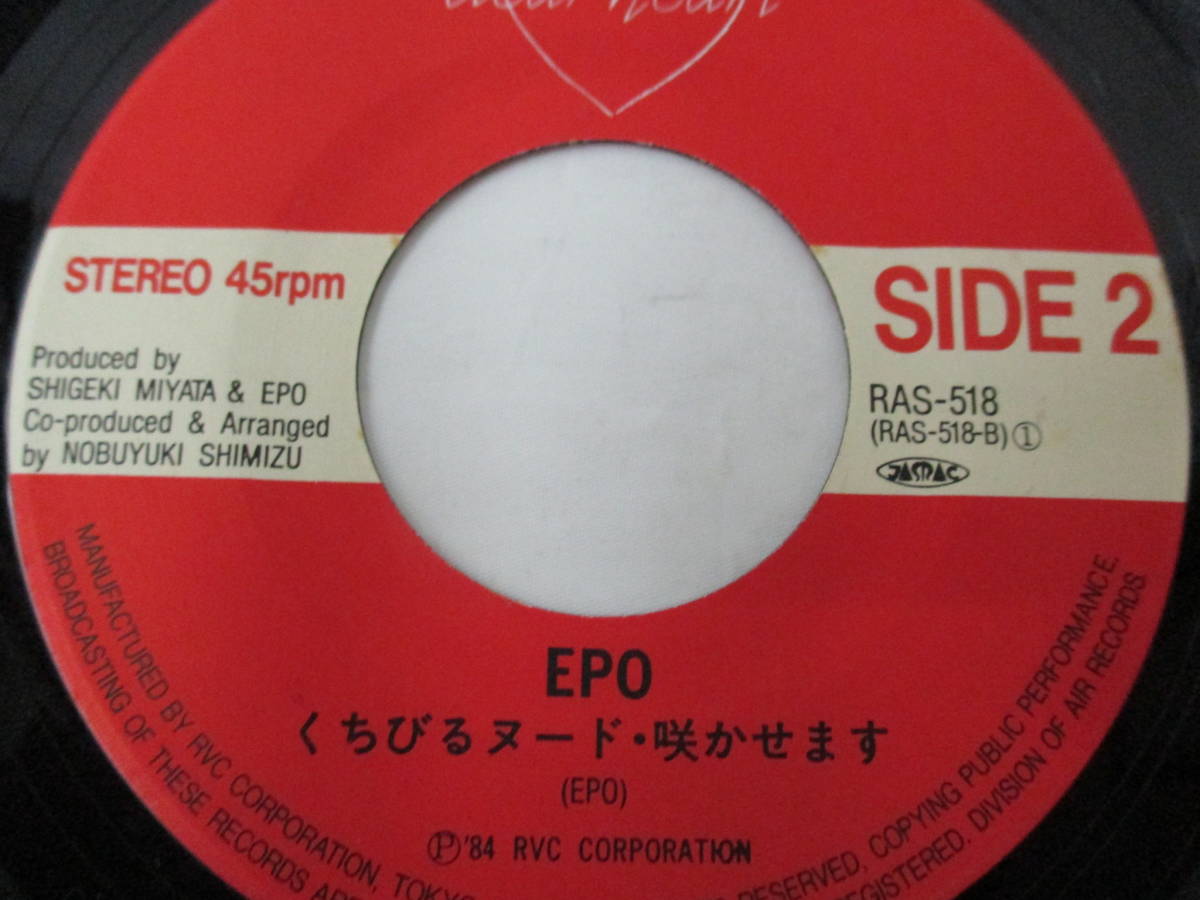 STEREO 45rpm
SIDE 2
Produced by
SHIGEKI MIYATA & EPO
Co-produced & Arranged
by NOBUYUKI SHIMIZU
RAS-518
(RAS-518-B)①
JASMAC
EPO
くちびるヌード・咲かせます
(EPO)
Ⓟ'84 RVC CORPORATION
MANUFACTURED BY RVC CORPORATION, TOKYO
RESERVED, COPYING PUBLIC PERFORMANCE,
BROADCASTING OF THESE RECORDS
REGISTERED. DIVISION OF AIR RECORDS